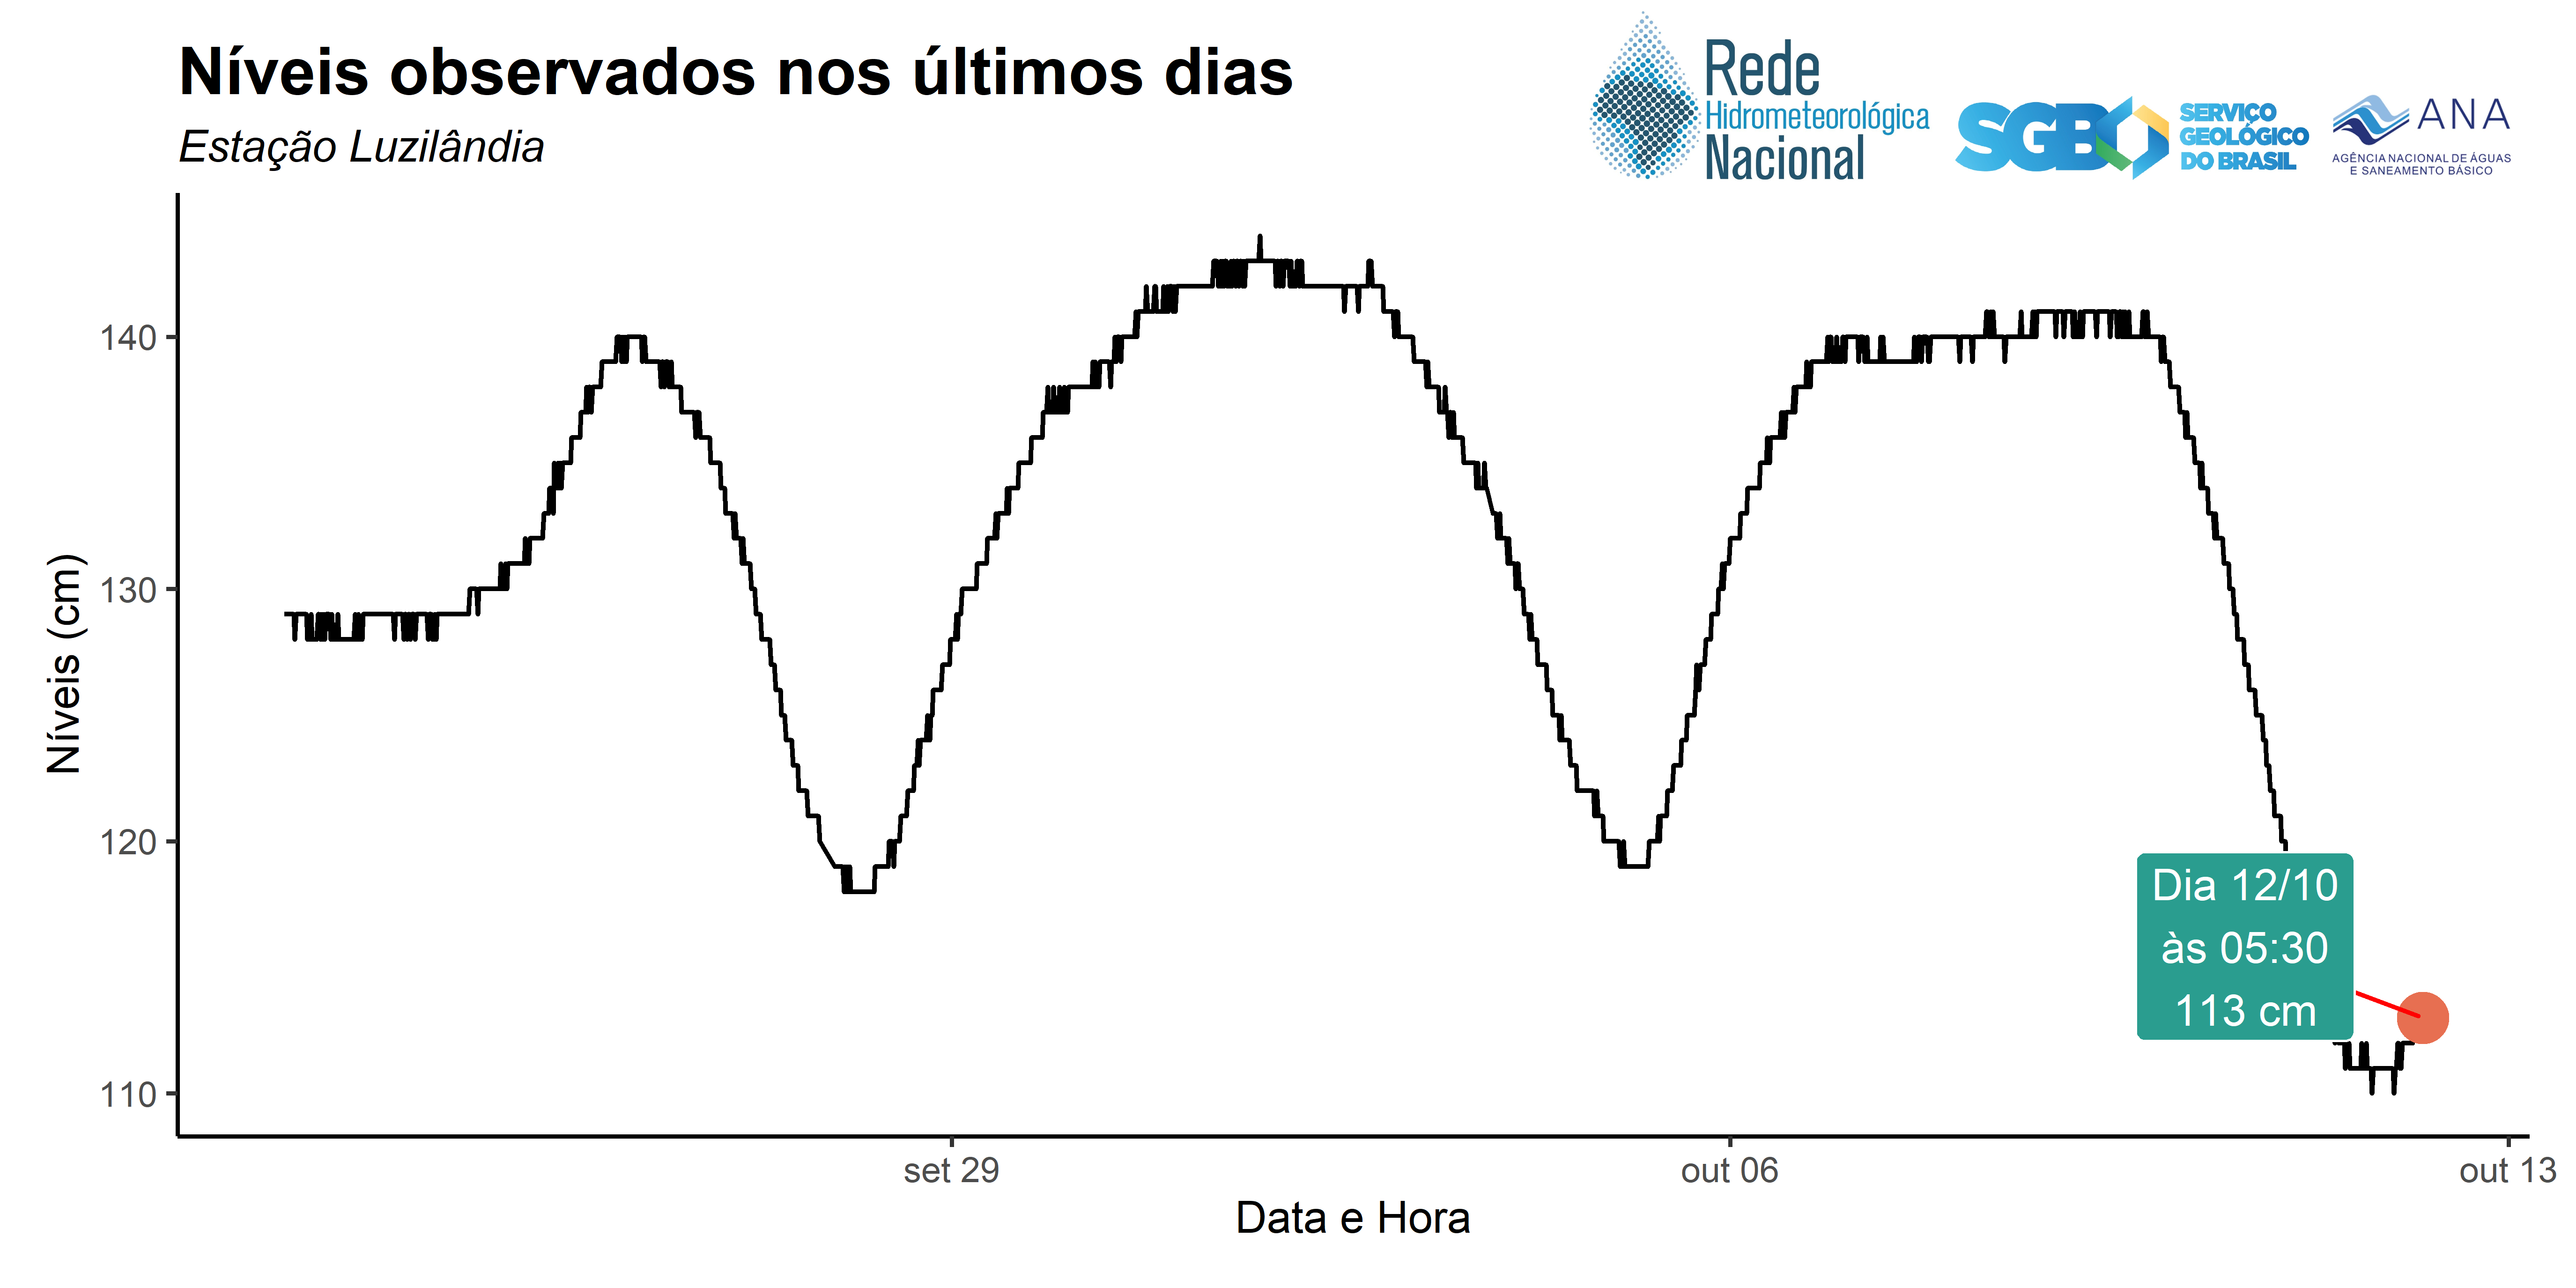 Níveis observados nos últimos dias
Estação Luzilândia
Rede
Hidrometeorológica
Nacional
SGB
SERVIÇO
GEOLÓGICO
DO BRASIL
ANA
AGÊNCIA NACIONAL DE ÁGUAS
E SANEAMENTO BÁSICO
Níveis (cm)
140
130
120
110
Dia 12/10
às 05:30
113 cm
set 29
out 06
out 13
Data e Hora